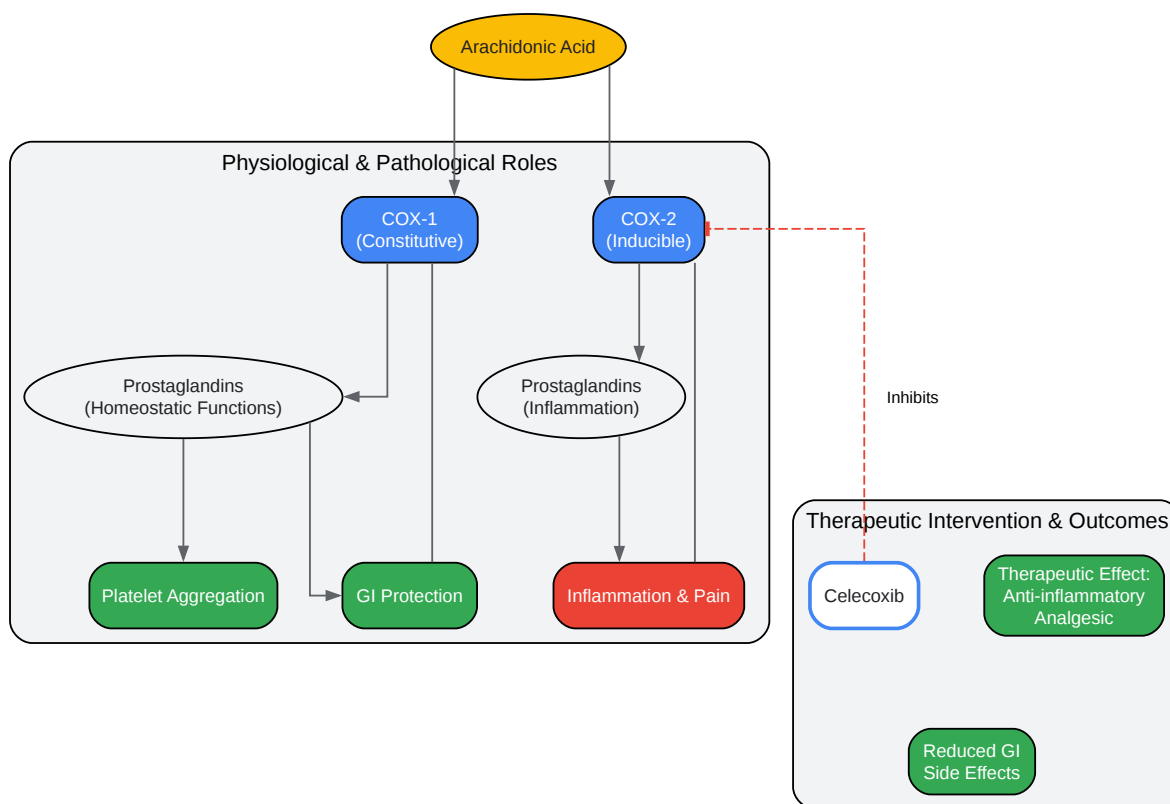 Arachidonic Acid
Physiological & Pathological Roles
COX-1
(Constitutive)
COX-2
(Inducible)
Prostaglandins
(Homeostatic Functions)
Prostaglandins
(Inflammation)
Inhibits
Platelet Aggregation
GI Protection
Inflammation & Pain
Therapeutic Intervention & Outcomes
Celecoxib
Therapeutic Effect:
Anti-inflammatory
Analgesic
Reduced GI
Side Effects